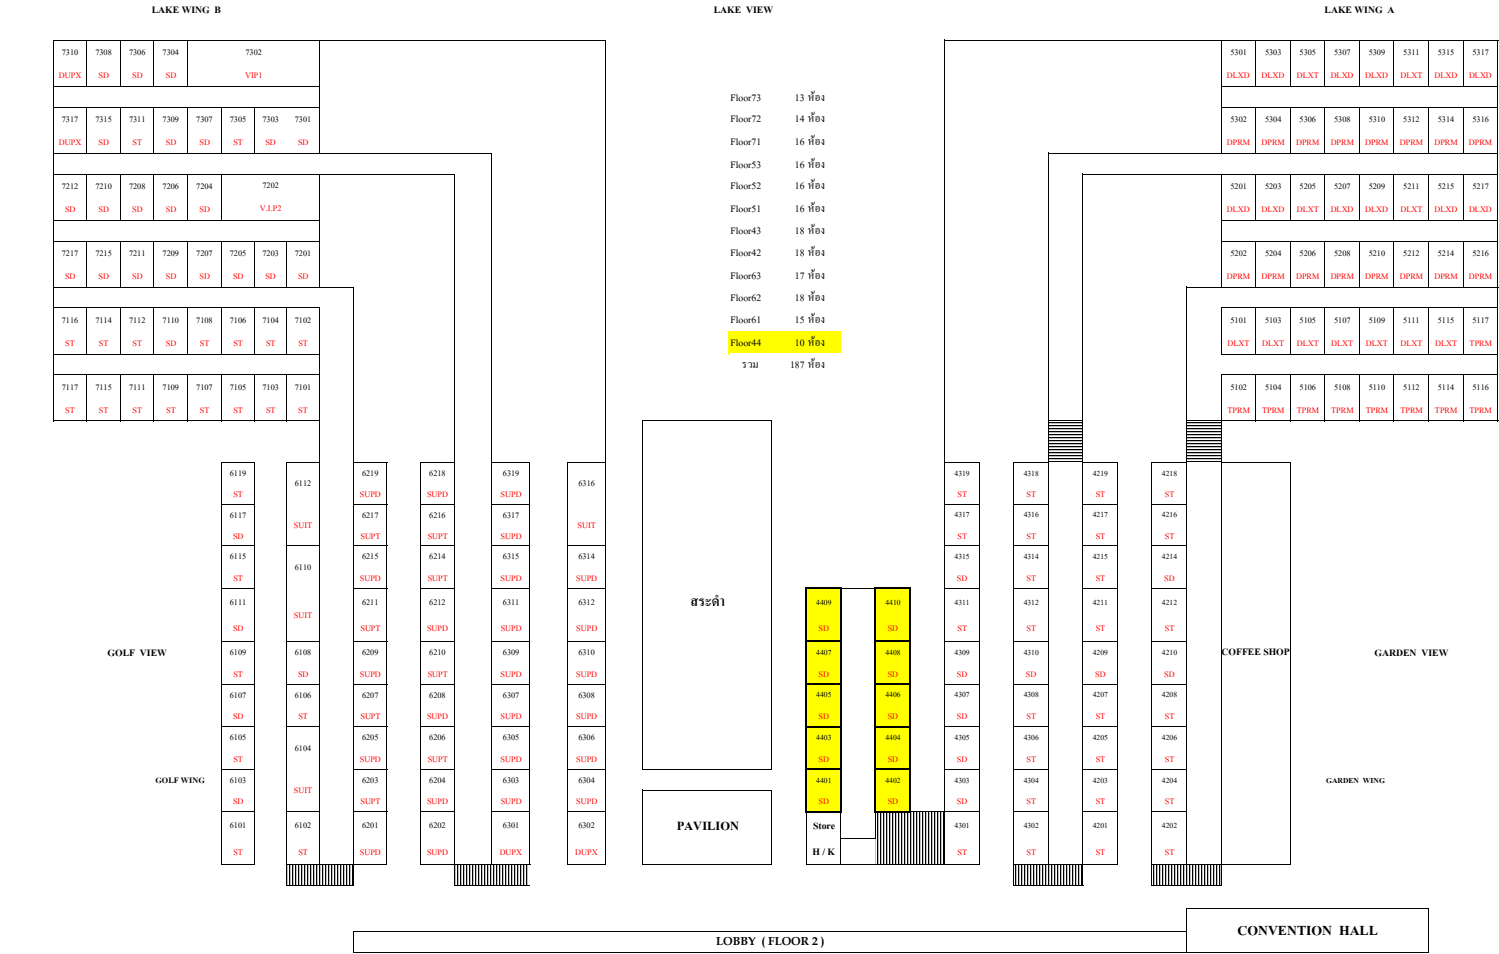 LAKE WING B LAKE VIEW LAKE WING A
7310 7308 7306 7304 7302 5301 5303 5305 5307 5309 5311 5315 5317
DUPX SD SD SD VIP1 DLXD DLXD DLXT DLXD DLXD DLXT DLXD DLXD
Floor73 13 ห้อง
7317 7315 7311 7309 7307 7305 7303 7301 Floor72 14 ห้อง 5302 5304 5306 5308 5310 5312 5314 5316
DUPX SD ST SD SD ST SD SD Floor71 16 ห้อง DPRM DPRM DPRM DPRM DPRM DPRM DPRM DPRM
Floor53 16 ห้อง
7212 7210 7208 7206 7204 7202 Floor52 16 ห้อง 5201 5203 5205 5207 5209 5211 5215 5217
SD SD SD SD SD V.I.P2 Floor51 16 ห้อง DLXD DLXD DLXT DLXD DLXD DLXT DLXD DLXD
Floor43 18 ห้อง
7217 7215 7211 7209 7207 7205 7203 7201 Floor42 18 ห้อง 5202 5204 5206 5208 5210 5212 5214 5216
SD SD SD SD SD SD SD SD Floor63 17 ห้อง DPRM DPRM DPRM DPRM DPRM DPRM DPRM DPRM
Floor62 18 ห้อง
7116 7114 7112 7110 7108 7106 7104 7102 Floor61 15 ห้อง 5101 5103 5105 5107 5109 5111 5115 5117
ST ST ST SD ST ST ST ST Floor44 10 ห้อง DLXT DLXT DLXT DLXT DLXT DLXT DLXT TPRM
รวม 187 ห้อง
7117 7115 7111 7109 7107 7105 7103 7101 5102 5104 5106 5108 5110 5112 5114 5116
ST ST ST ST ST ST ST ST TPRM TPRM TPRM TPRM TPRM TPRM TPRM TPRM
6119 6112 6219 6218 6319 6316 4319 4318 4219 4218
ST SUPD SUPD SUPD ST ST ST ST
6117 SUIT 6217 6216 6317 SUIT 4317 4316 4217 4216
SD SUPT SUPT SUPD ST ST ST ST
6115 6110 6215 6214 6315 6314 4315 4314 4215 4214
ST SUPD SUPT SUPD SUPD SD ST ST SD
6111 SUIT 6211 6212 6311 6312 สระดำ 4409 4410 4311 4312 4211 4212
SD SUPT SUPD SUPD SUPD SD SD ST ST ST ST
GOLF VIEW 6109 6108 6209 6210 6309 6310 4407 4408 4309 4310 4209 4210 COFFEE SHOP GARDEN VIEW
ST SD SUPD SUPT SUPD SUPD SD SD SD SD SD SD
6107 6106 6207 6208 6307 6308 4405 4406 4307 4308 4207 4208
SD ST SUPT SUPD SUPD SUPD SD SD SD ST ST ST
6105 6104 6205 6206 6305 6306 4403 4404 4305 4306 4205 4206
ST SUPD SUPT SUPD SUPD SD SD SD ST ST ST
GOLF WING 6103 SUIT 6203 6204 6303 6304 4401 4402 4303 4304 4203 4204 GARDEN WING
SD SUPT SUPD SUPD SUPD SD SD SD ST ST ST
6101 6102 6201 6202 6301 6302 PAVILION Store 4301 4302 4201 4202
ST ST SUPD SUPD DUPX DUPX H / K ST ST ST ST
CONVENTION HALL
LOBBY ( FLOOR 2 )